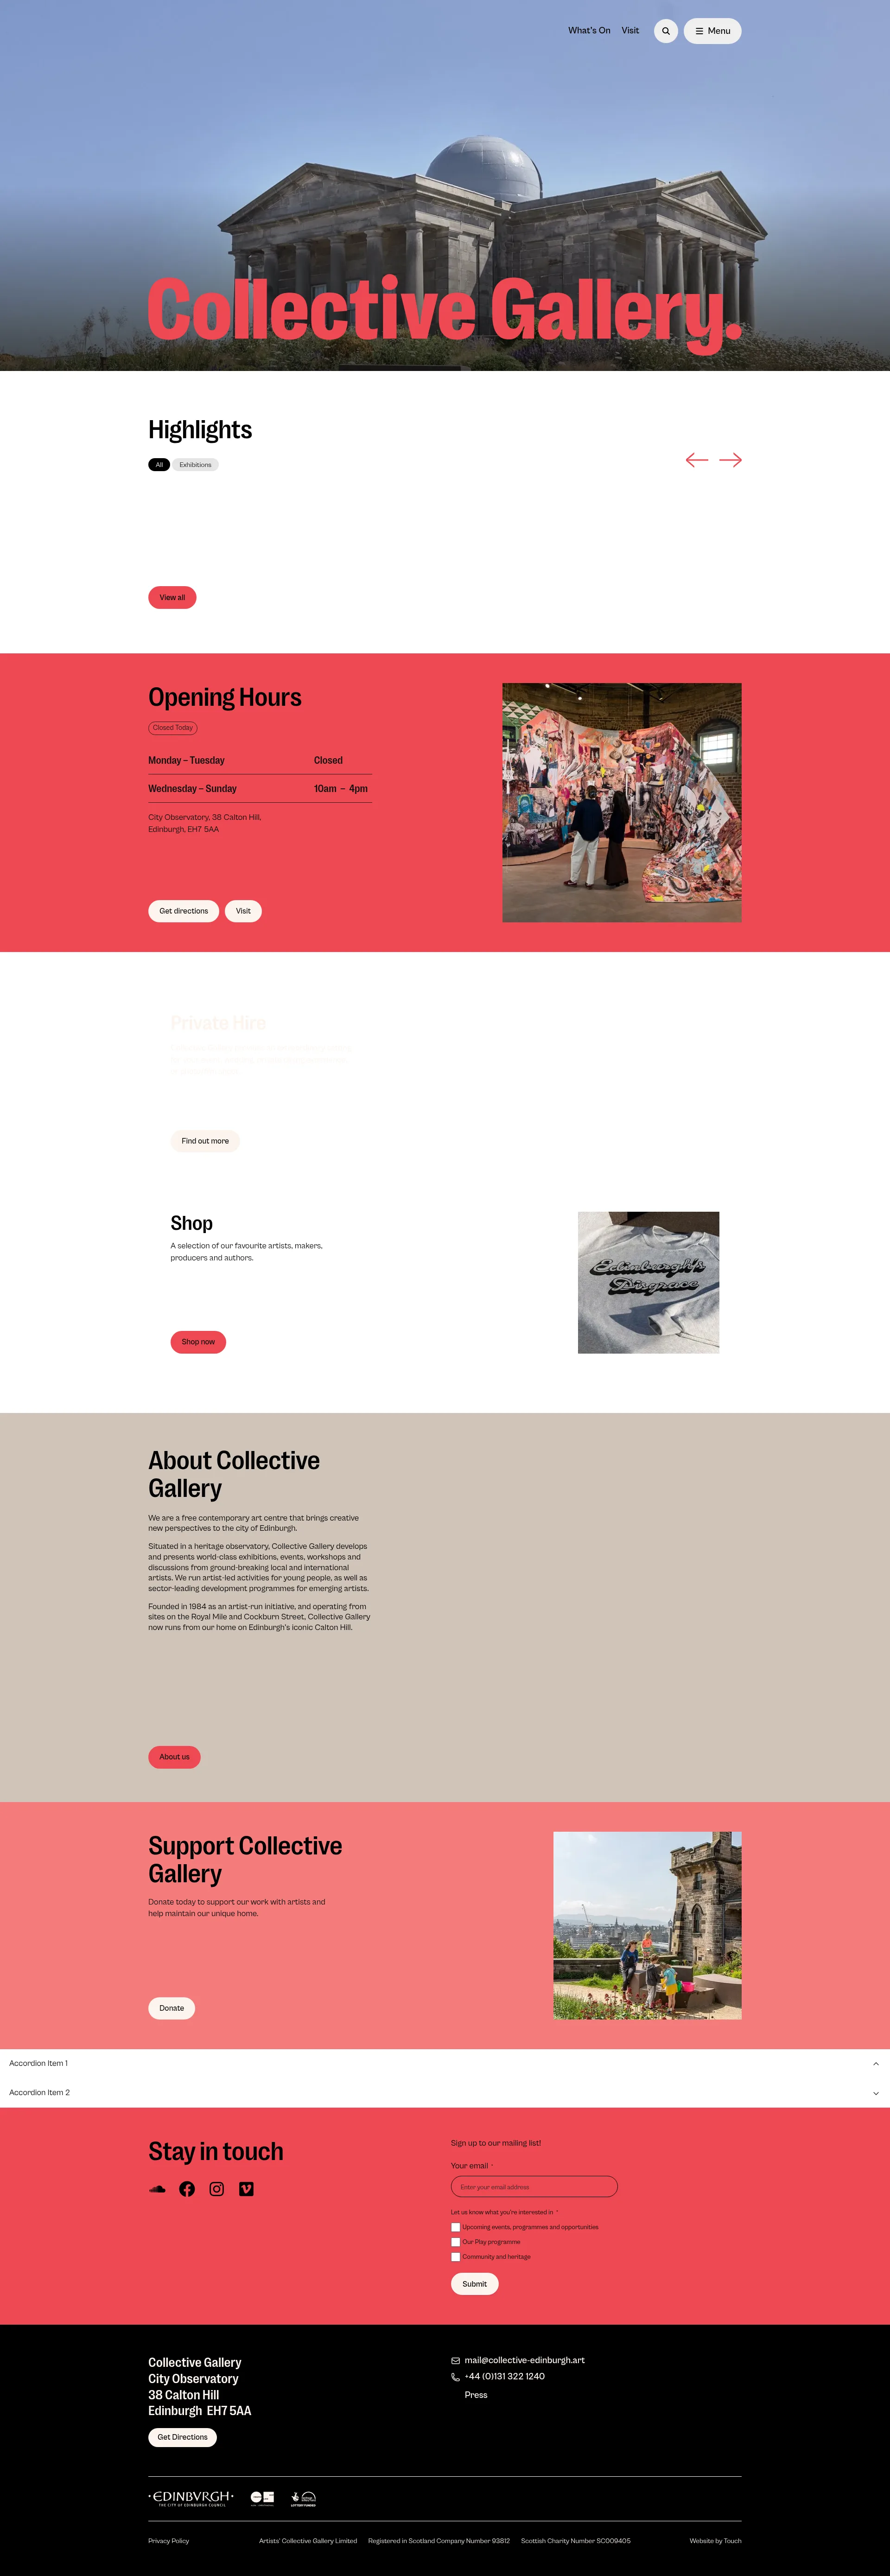 What's On Visit Menu
Collective Gallery.
Highlights
All Exhibitions
View all
Opening Hours
Closed Today
Monday – Tuesday Closed
Wednesday – Sunday 10am – 4pm
City Observatory, 38 Calton Hill,
Edinburgh, EH7 5AA
Get directions Visit
Private Hire
Find out more
Shop
A selection of our favourite artists, makers,
producers and authors.
Edinburgh's
Disgrace
Shop now
About Collective
Gallery
We are a free contemporary art centre that brings creative
new perspectives to the city of Edinburgh.
Situated in a heritage observatory, Collective Gallery develops
and presents world-class exhibitions, events, workshops and
discussions from ground-breaking local and international
artists. We run artist-led activities for young people, as well as
sector-leading development programmes for emerging artists.
Founded in 1984 as an artist-run initiative, and operating from
sites on the Royal Mile and Cockburn Street, Collective Gallery
now runs from our home on Edinburgh's iconic Calton Hill.
About us
Support Collective
Gallery
Donate today to support our work with artists and
help maintain our unique home.
Donate
Accordion Item 1
Accordion Item 2
Stay in touch
Sign up to our mailing list!
Your email *
Enter your email address
Let us know what you're interested in *
Upcoming events, programmes and opportunities
Our Play programme
Community and heritage
Submit
Collective Gallery
City Observatory
38 Calton Hill
Edinburgh EH7 5AA
Get Directions
mail@collective-edinburgh.art
+44 (0)131 322 1240
Press
·EDINBVRGH·
THE CITY OF EDINBURGH COUNCIL
LOTTERY FUNDED
Privacy Policy Artists' Collective Gallery Limited Registered in Scotland Company Number 93812 Scottish Charity Number SC009405 Website by Touch